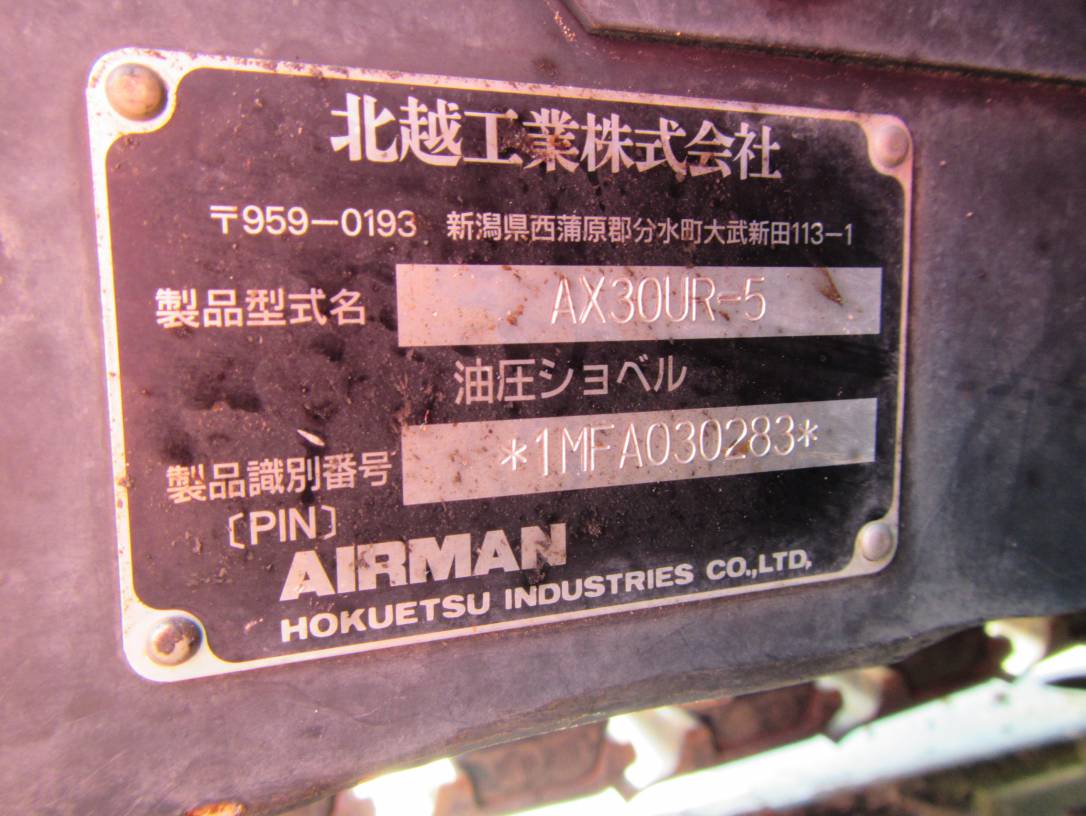 北越工業株式会社
〒959-0193 新潟県西蒲原郡分水町大武新田113-1
製品型式名 AX30UR-5
油圧ショベル
製品識別番号 *1MFA030283*
〔PIN〕
AIRMAN
HOKUETSU INDUSTRIES CO.,LTD,